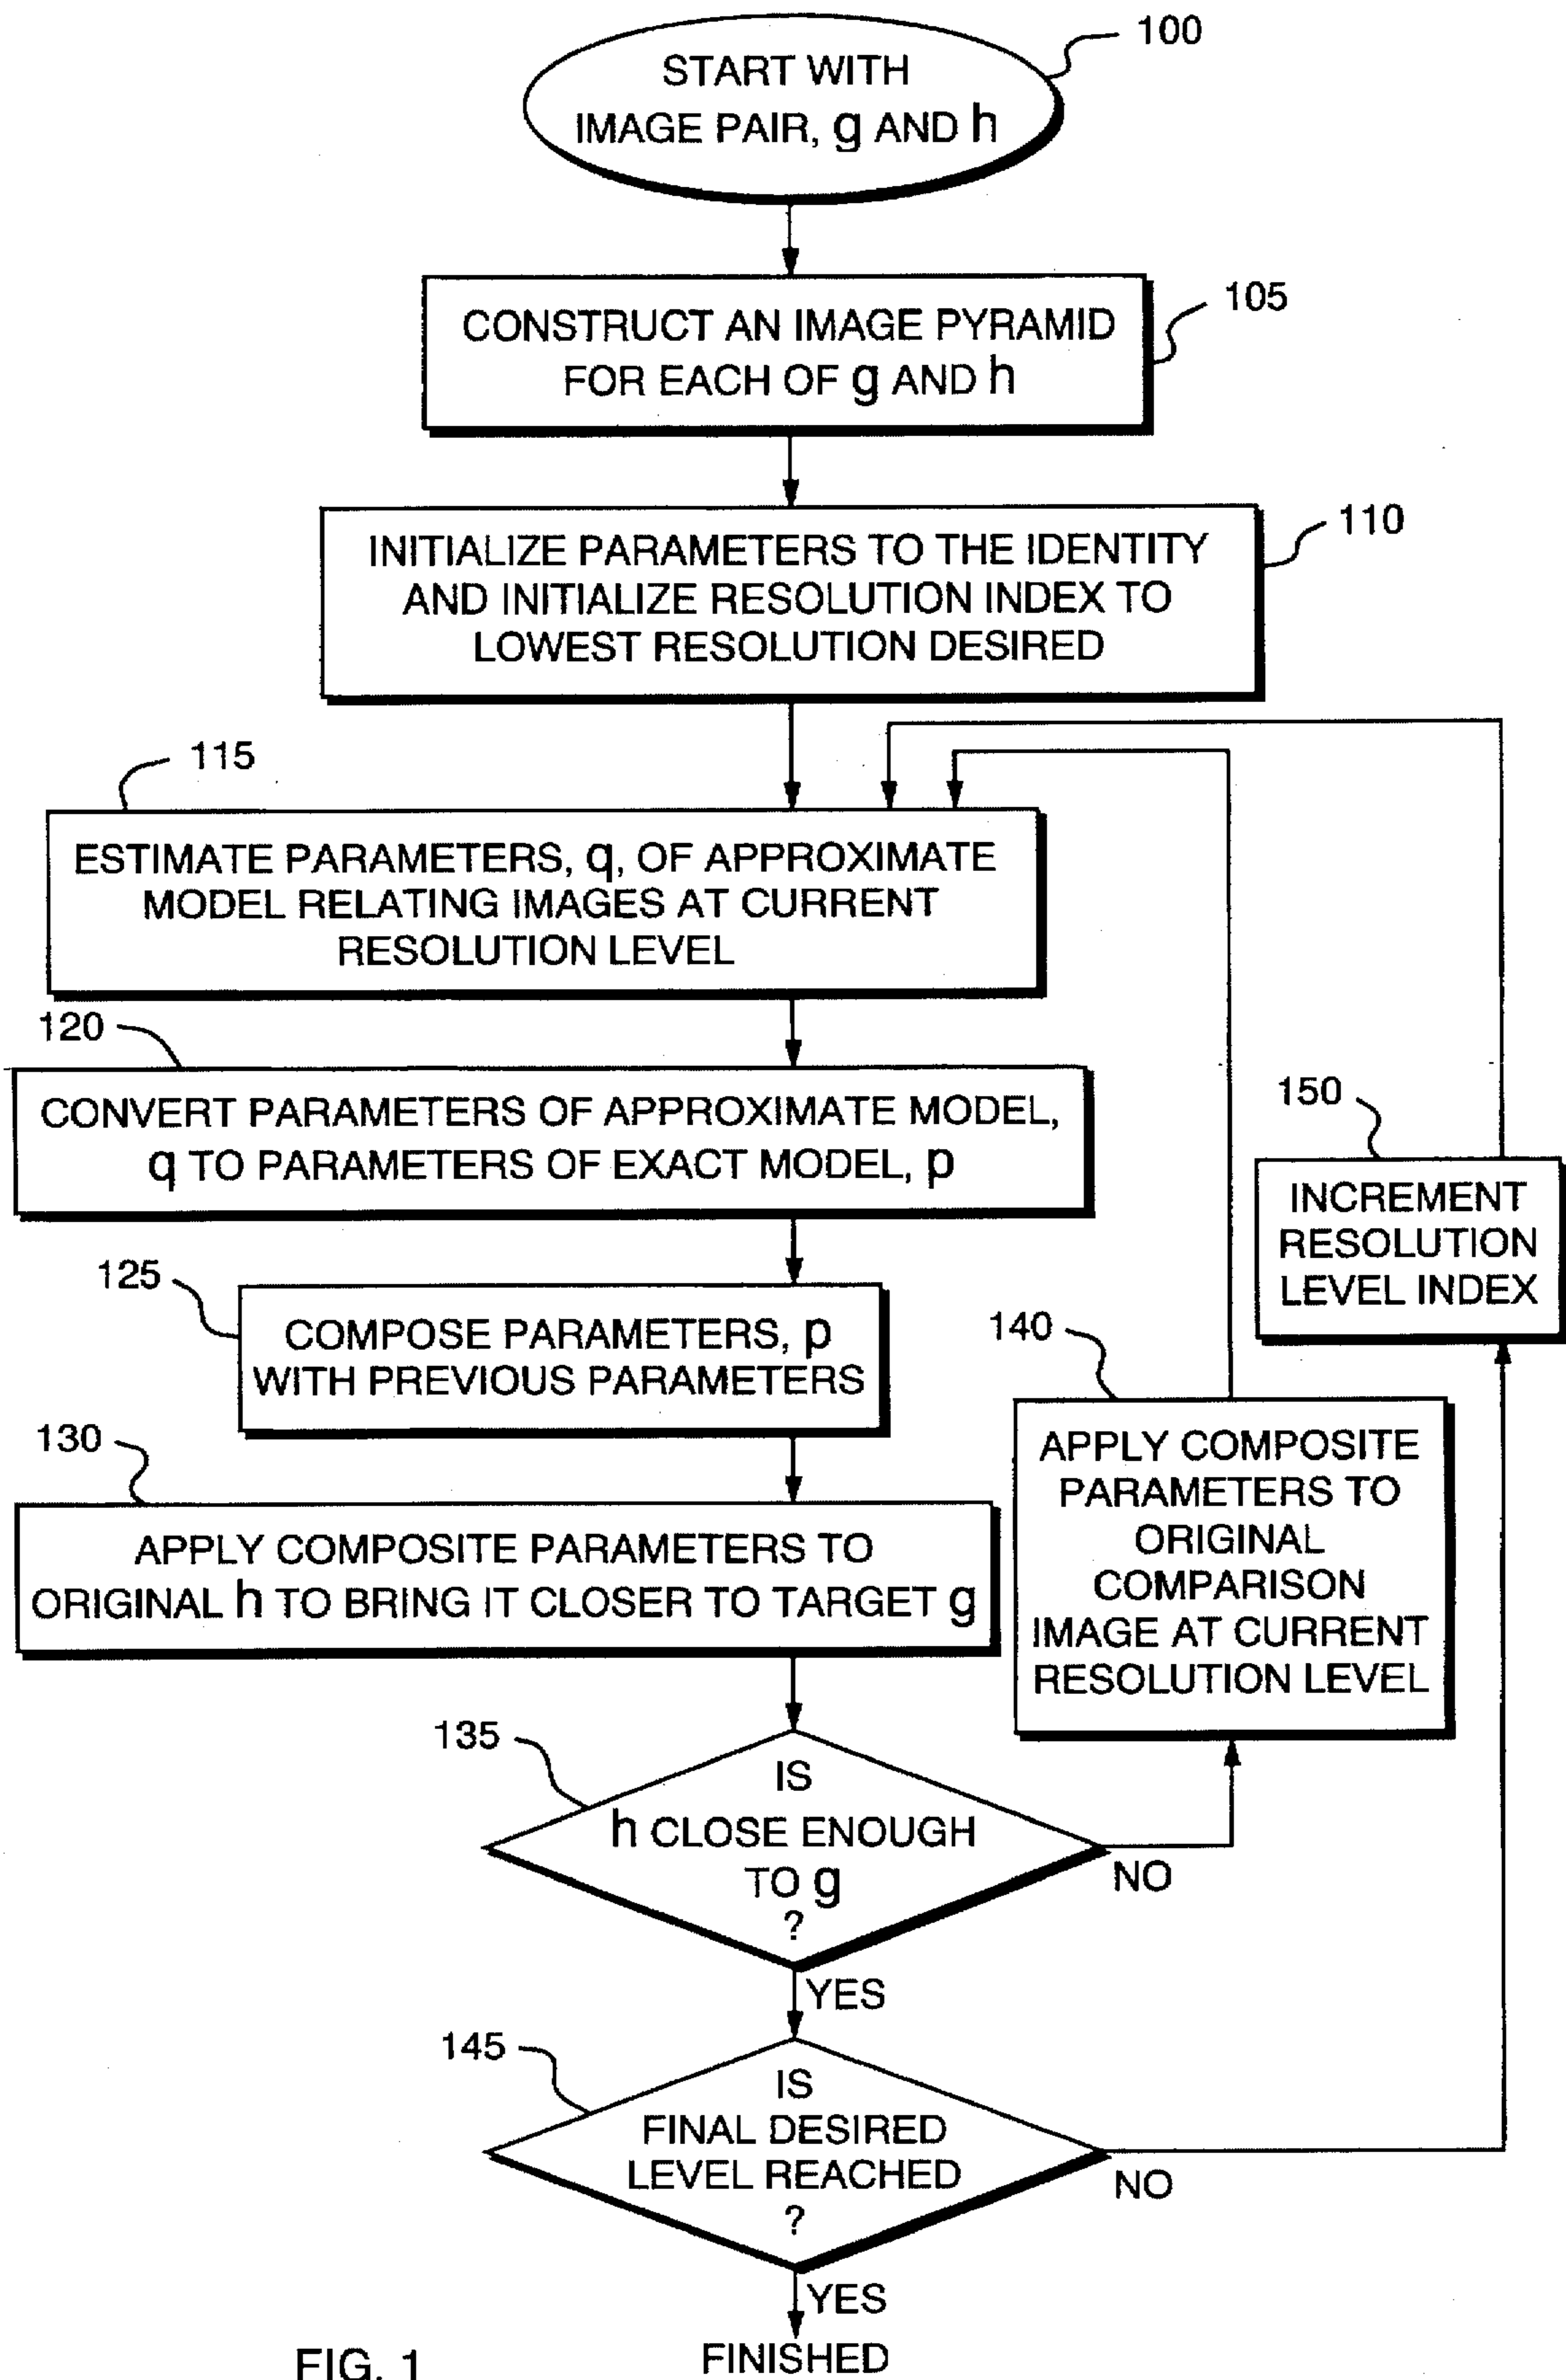 100
START WITH
IMAGE PAIR, g AND h
105
CONSTRUCT AN IMAGE PYRAMID
FOR EACH OF g AND h
110
INITIALIZE PARAMETERS TO THE IDENTITY
AND INITIALIZE RESOLUTION INDEX TO
LOWEST RESOLUTION DESIRED
115
ESTIMATE PARAMETERS, q, OF APPROXIMATE
MODEL RELATING IMAGES AT CURRENT
RESOLUTION LEVEL
120
CONVERT PARAMETERS OF APPROXIMATE MODEL,
q TO PARAMETERS OF EXACT MODEL, p
150
INCREMENT
RESOLUTION
LEVEL INDEX
125
COMPOSE PARAMETERS, p
WITH PREVIOUS PARAMETERS
140
APPLY COMPOSITE
PARAMETERS TO
ORIGINAL
COMPARISON
IMAGE AT CURRENT
RESOLUTION LEVEL
130
APPLY COMPOSITE PARAMETERS TO
ORIGINAL h TO BRING IT CLOSER TO TARGET g
135
IS
h CLOSE ENOUGH
TO g
?
NO
YES
145
IS
FINAL DESIRED
LEVEL REACHED
?
NO
YES
FINISHED
FIG. 1